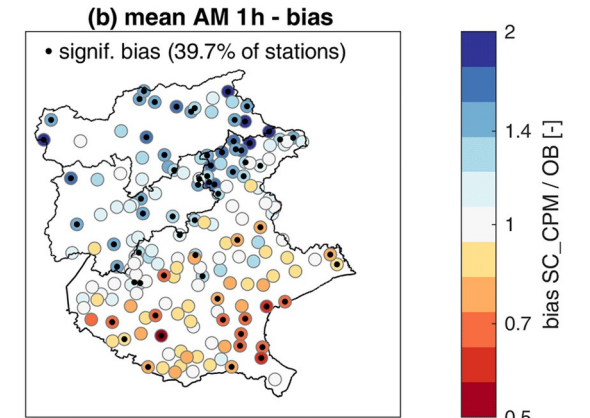 (b) mean AM 1h - bias
• signif. bias (39.7% of stations)
2
1.4
1
0.7
0.5
bias SC_CPM / OB [-]